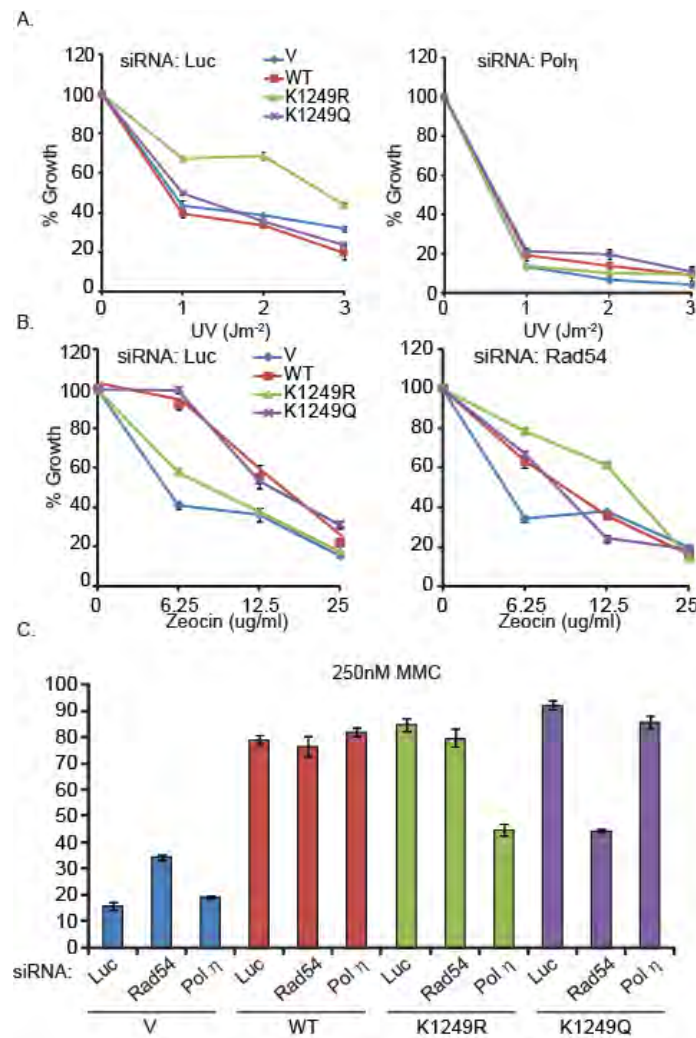 A.
siRNA: Luc
V
WT
K1249R
K1249Q
120
100
80
60
40
20
0
% Growth
0 1 2 3
siRNA: Polη
120
100
80
60
40
20
0
% Growth
0 1 2 3
UV (Jm-2)
UV (Jm-2)
B.
siRNA: Luc
V
WT
K1249R
K1249Q
120
100
80
60
40
20
0
% Growth
0 6.25 12.5 25
Zeocin (ug/ml)
siRNA: Rad54
120
100
80
60
40
20
0
% Growth
0 6.25 12.5 25
Zeocin (ug/ml)
C.
250nM MMC
100
90
80
70
60
50
40
30
20
10
0
siRNA: Luc Rad54 Pol η Luc Rad54 Pol η Luc Rad54 Pol η Luc Rad54 Pol η
V WT K1249R K1249Q